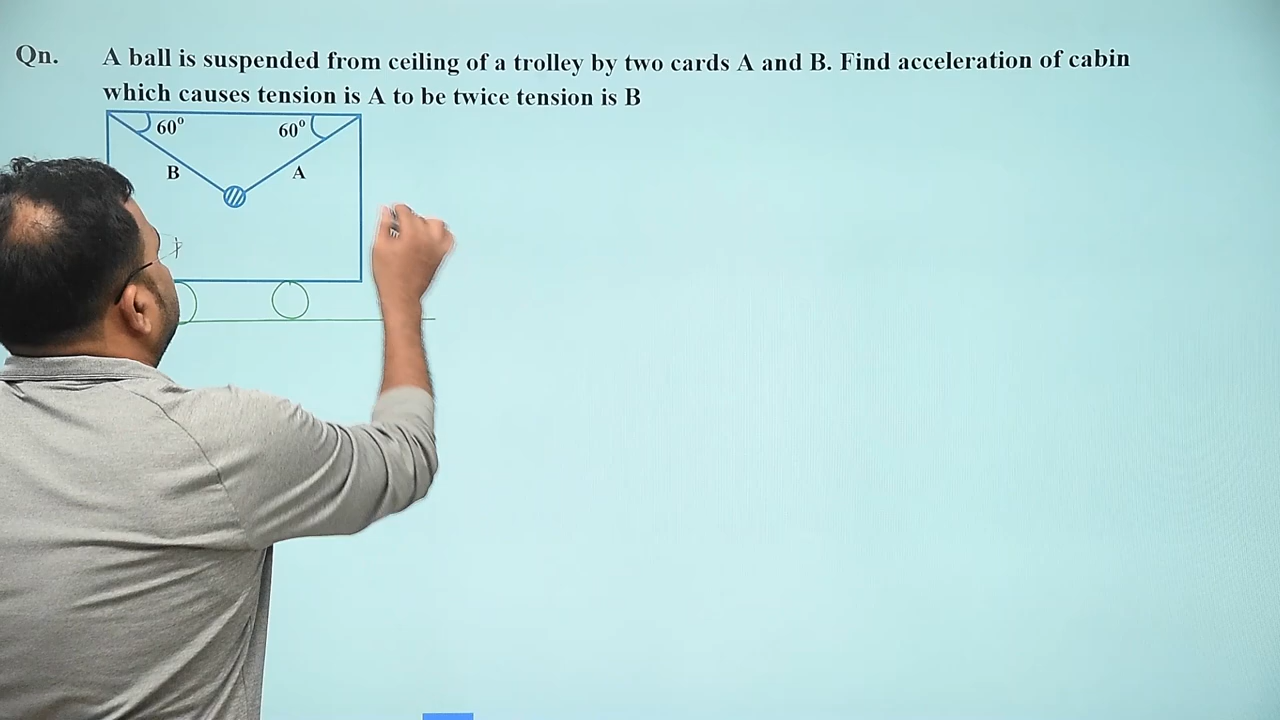 Qn. A ball is suspended from ceiling of a trolley by two cards A and B. Find acceleration of cabin
which causes tension is A to be twice tension is B
60° 60°
B A